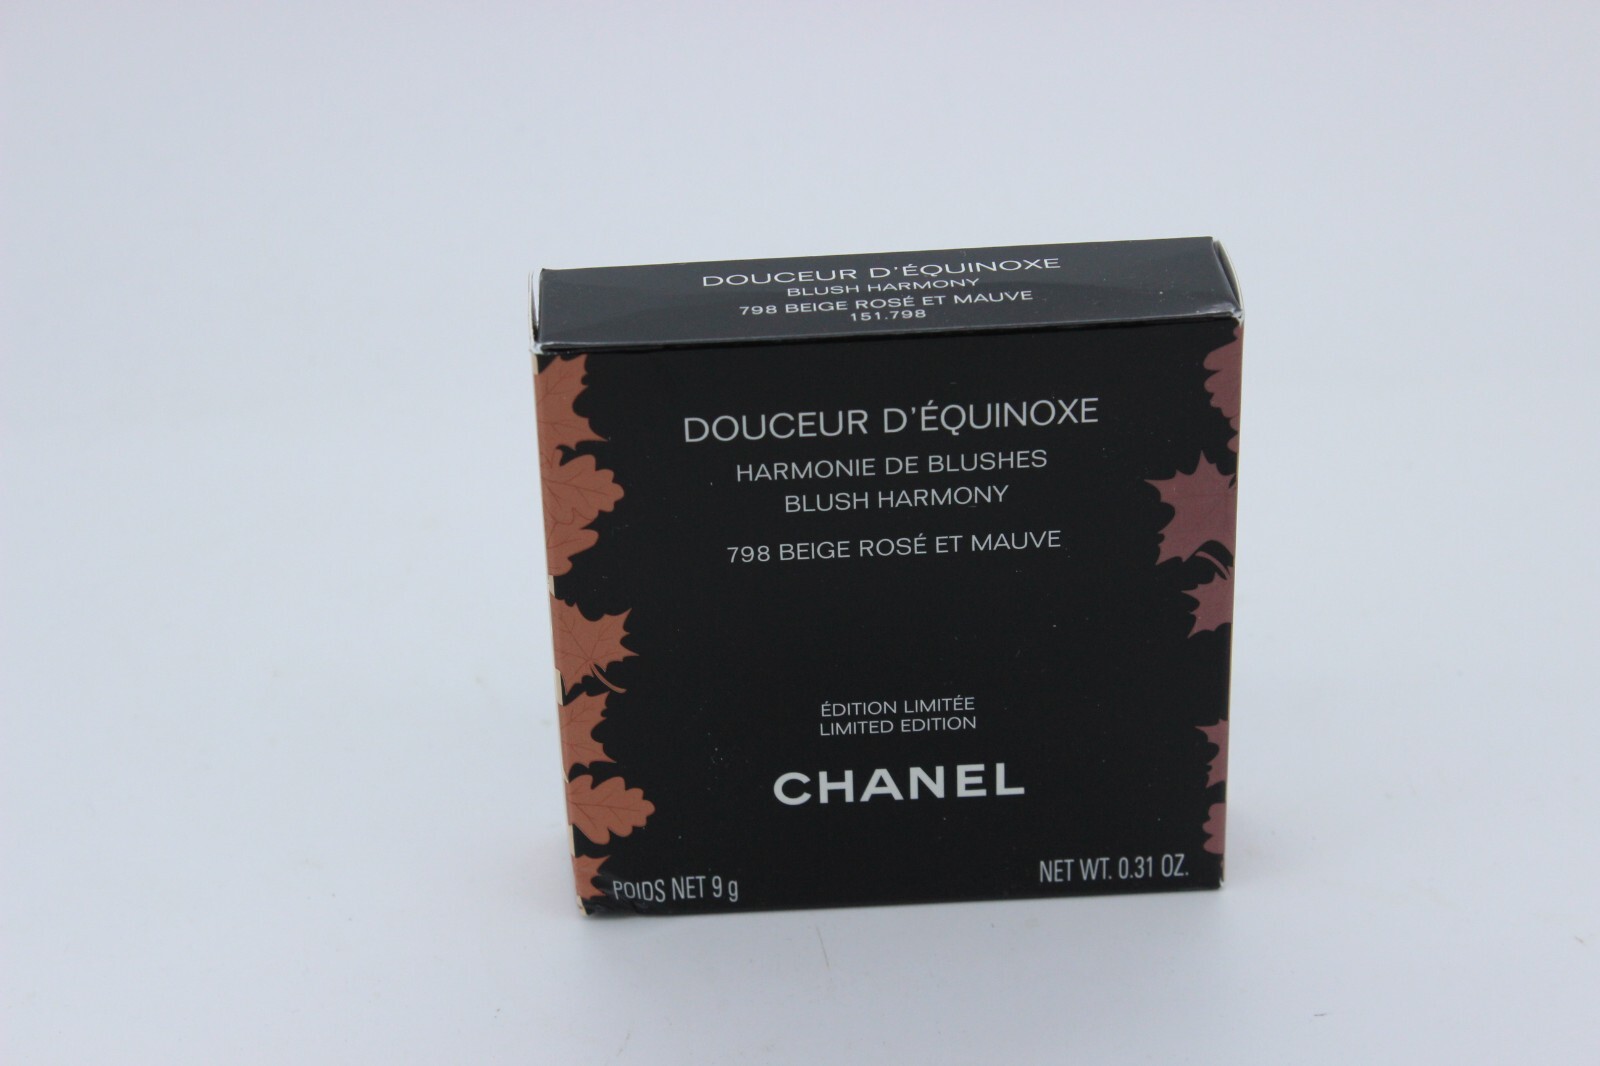 DOUCEUR D'ÉQUINOXE
BLUSH HARMONY
798 BEIGE ROSÉ ET MAUVE
151.798
DOUCEUR D'ÉQUINOXE
HARMONIE DE BLUSHES
BLUSH HARMONY
798 BEIGE ROSÉ ET MAUVE
ÉDITION LIMITÉE
LIMITED EDITION
CHANEL
POIDS NET 9 g
NET WT. 0.31 OZ.